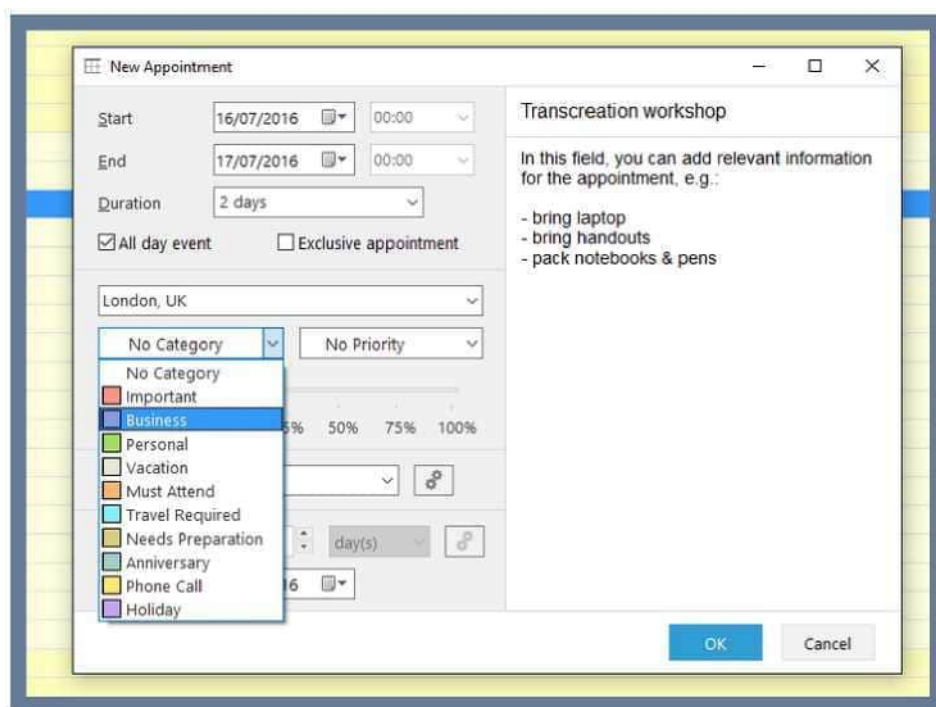 New Appointment
Start 16/07/2016 00:00
End 17/07/2016 00:00
Duration 2 days
All day event Exclusive appointment
London, UK
No Category No Priority
No Category
Important
Business
50% 75% 100%
Personal
Vacation
Must Attend
Travel Required
Needs Preparation
day(s)
Anniversary
Phone Call
Holiday
Transcreation workshop
In this field, you can add relevant information
for the appointment, e.g.:
- bring laptop
- bring handouts
- pack notebooks & pens
OK Cancel